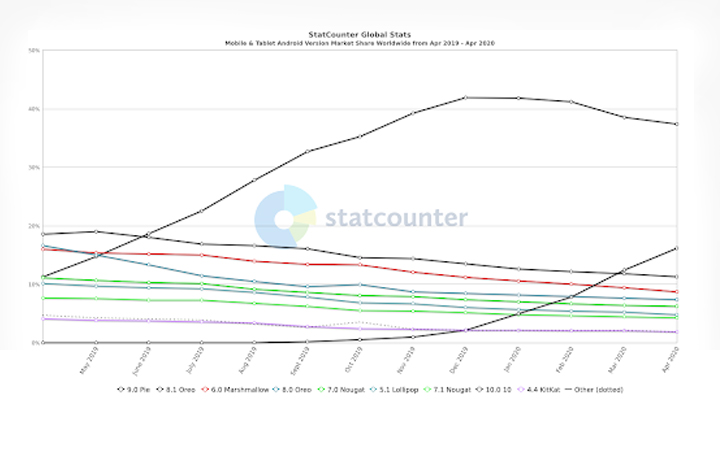 StatCounter Global Stats
Mobile & Tablet Android Version Market Share Worldwide from Apr 2019 - Apr 2020
50%
40%
30%
20%
10%
0%
statcounter
May 2019
June 2019
July 2019
Aug 2019
Sept 2019
Oct 2019
Nov 2019
Dec 2019
Jan 2020
Feb 2020
Mar 2020
Apr 2020
9.0 Pie 8.1 Oreo 6.0 Marshmallow 8.0 Oreo 7.0 Nougat 5.1 Lollipop 7.1 Nougat 10.0 10 4.4 KitKat Other (dotted)